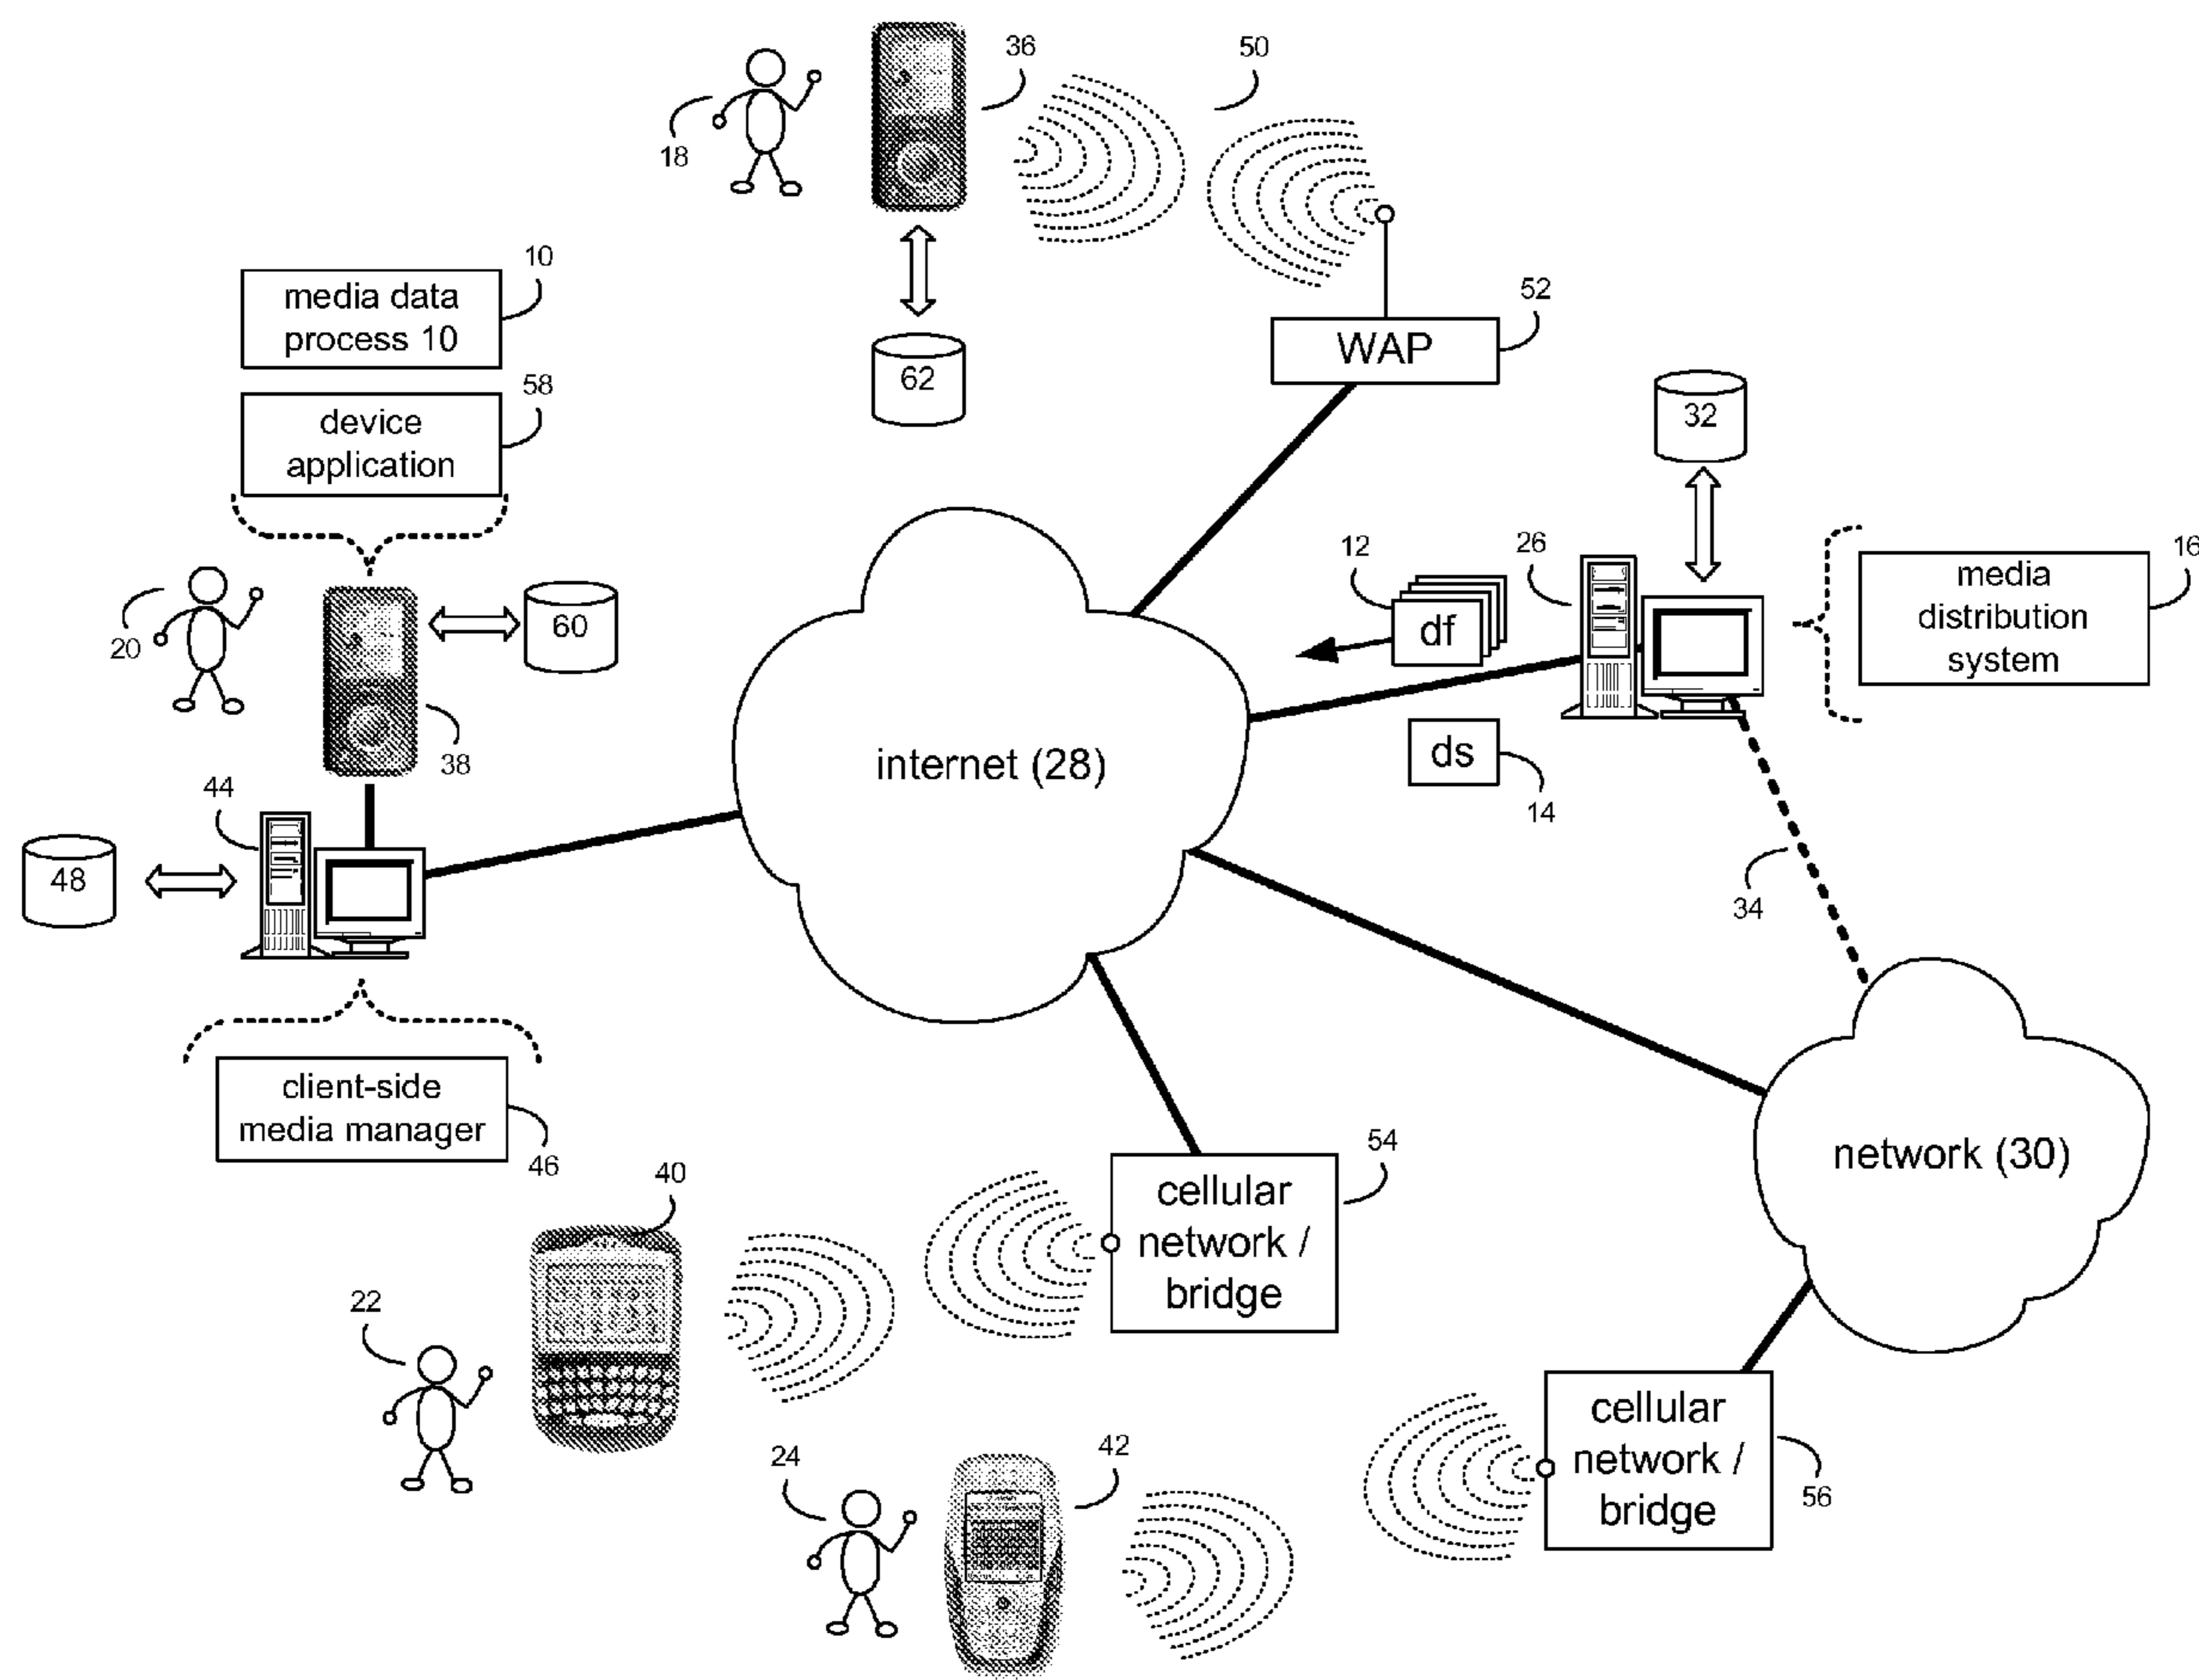 36
50
18
10
media data
process 10
52
WAP
62
58
device
application
32
12
26
16
df
media
distribution
system
20
60
38
internet (28)
ds
14
44
48
34
client-side
media manager
46
40
54
cellular
network /
bridge
network (30)
22
24
42
cellular
network /
bridge
56